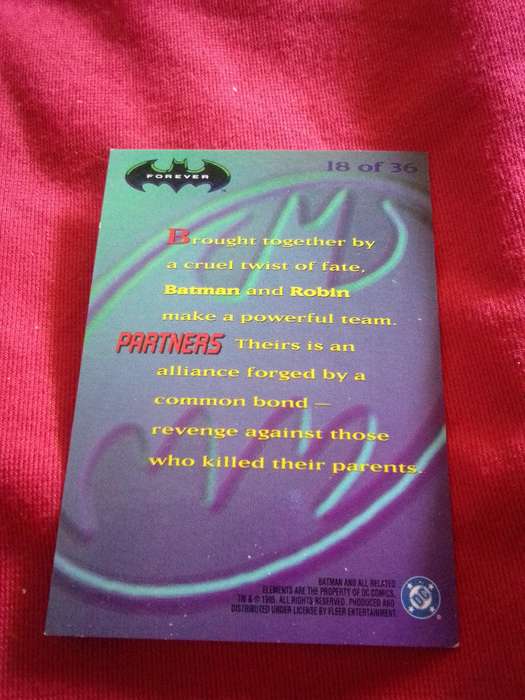 FOREVER
18 of 36
Brought together by
a cruel twist of fate,
Batman and Robin
make a powerful team.
PARTNERS Theirs is an
alliance forged by a
common bond —
revenge against those
who killed their parents.
BATMAN AND ALL RELATED
ELEMENTS ARE THE PROPERTY OF DC COMICS.
TM & © 1995. ALL RIGHTS RESERVED. PRODUCED AND
DISTRIBUTED UNDER LICENSE BY FLEER ENTERTAINMENT.
DC